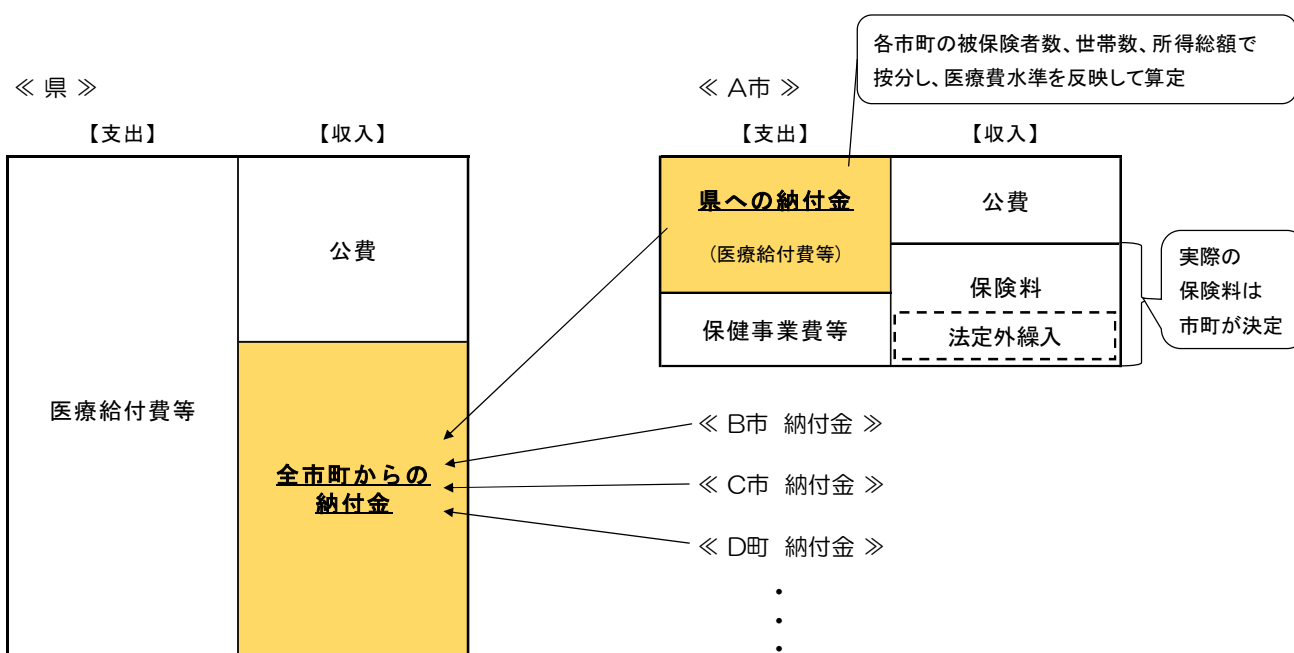 各市町の被保険者数、世帯数、所得総額で
按分し、医療費水準を反映して算定
≪ 県 ≫
≪ A市 ≫
【支出】
【収入】
【支出】
【収入】
医療給付費等
公費
全市町からの
納付金
県への納付金
(医療給付費等)
保健事業費等
公費
保険料
法定外繰入
実際の
保険料は
市町が決定
≪ B市 納付金 ≫
≪ C市 納付金 ≫
≪ D町 納付金 ≫
・
・
・